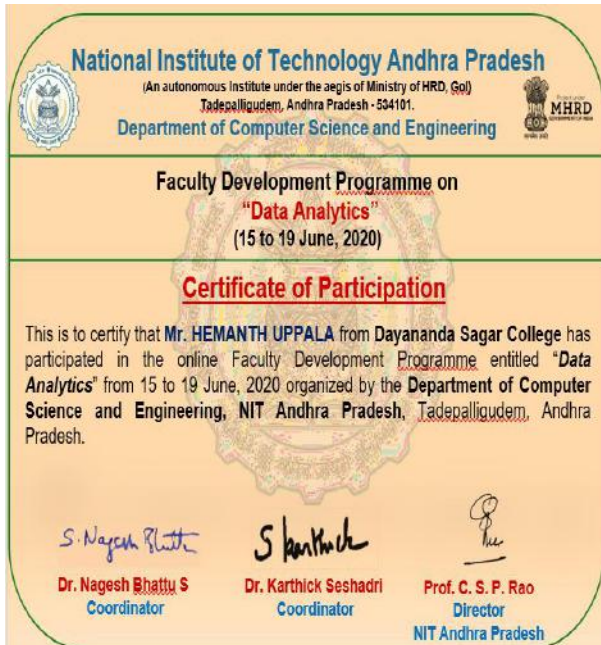 National Institute of Technology Andhra Pradesh
(An autonomous Institute under the aegis of Ministry of HRD, GoI)
Tadepalligudem, Andhra Pradesh - 534101.
Department of Computer Science and Engineering
MHRD
Faculty Development Programme on
“Data Analytics”
(15 to 19 June, 2020)
Certificate of Participation
This is to certify that Mr. HEMANTH UPPALA from Dayananda Sagar College has
participated in the online Faculty Development Programme entitled “Data
Analytics” from 15 to 19 June, 2020 organized by the Department of Computer
Science and Engineering, NIT Andhra Pradesh, Tadepalligudem, Andhra
Pradesh.
S. Nagesh Bhattu
S Karthick
Dr. Nagesh Bhattu S
Dr. Karthick Seshadri
Prof. C. S. P. Rao
Coordinator
Coordinator
Director
NIT Andhra Pradesh